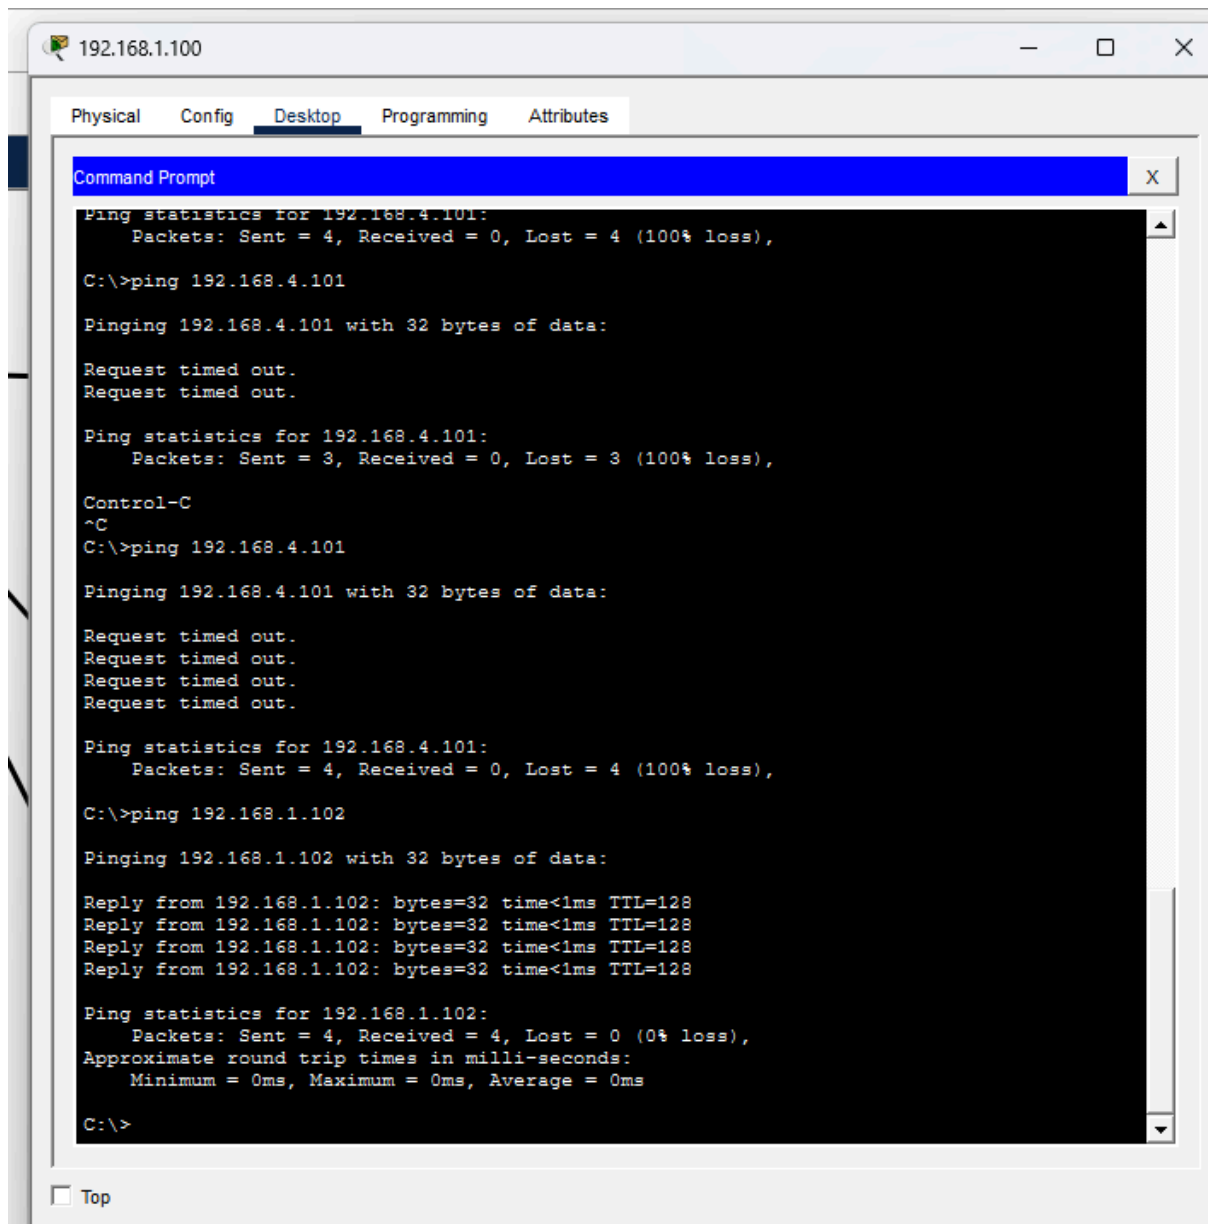 192.168.1.100
Physical Config Desktop Programming Attributes
Command Prompt X
Ping statistics for 192.168.4.101:
Packets: Sent = 4, Received = 0, Lost = 4 (100% loss),
C:\>ping 192.168.4.101
Pinging 192.168.4.101 with 32 bytes of data:
Request timed out.
Request timed out.
Ping statistics for 192.168.4.101:
Packets: Sent = 3, Received = 0, Lost = 3 (100% loss),
Control-C
^C
C:\>ping 192.168.4.101
Pinging 192.168.4.101 with 32 bytes of data:
Request timed out.
Request timed out.
Request timed out.
Request timed out.
Ping statistics for 192.168.4.101:
Packets: Sent = 4, Received = 0, Lost = 4 (100% loss),
C:\>ping 192.168.1.102
Pinging 192.168.1.102 with 32 bytes of data:
Reply from 192.168.1.102: bytes=32 time<1ms TTL=128
Reply from 192.168.1.102: bytes=32 time<1ms TTL=128
Reply from 192.168.1.102: bytes=32 time<1ms TTL=128
Reply from 192.168.1.102: bytes=32 time<1ms TTL=128
Ping statistics for 192.168.1.102:
Packets: Sent = 4, Received = 4, Lost = 0 (0% loss),
Approximate round trip times in milli-seconds:
Minimum = 0ms, Maximum = 0ms, Average = 0ms
C:\>
Top